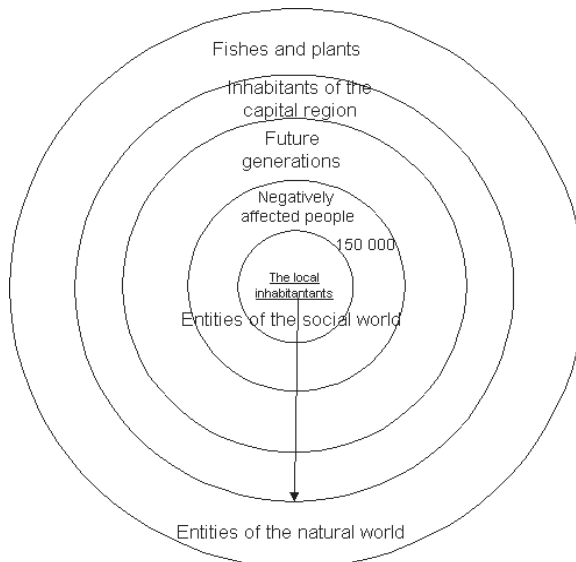 Fishes and plants
Inhabitants of the
capital region
Future
generations
Negatively
affected people
150 000
The local
inhabitantants
Entities of the social world
Entities of the natural world